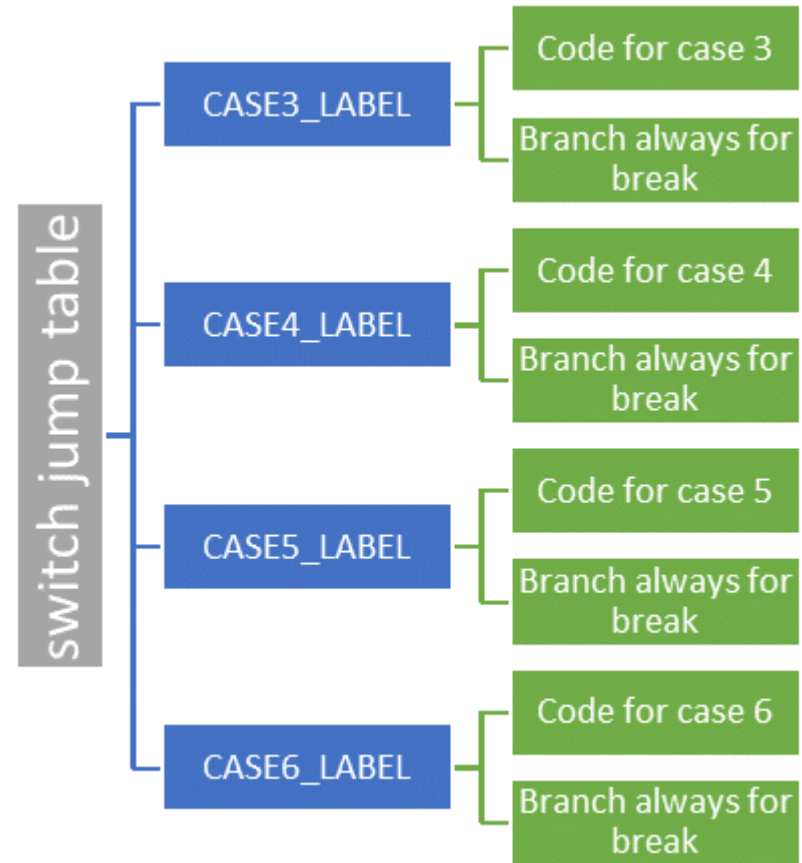 switch jump table
CASE3_LABEL
Code for case 3
Branch always for
break
CASE4_LABEL
Code for case 4
Branch always for
break
CASE5_LABEL
Code for case 5
Branch always for
break
CASE6_LABEL
Code for case 6
Branch always for
break